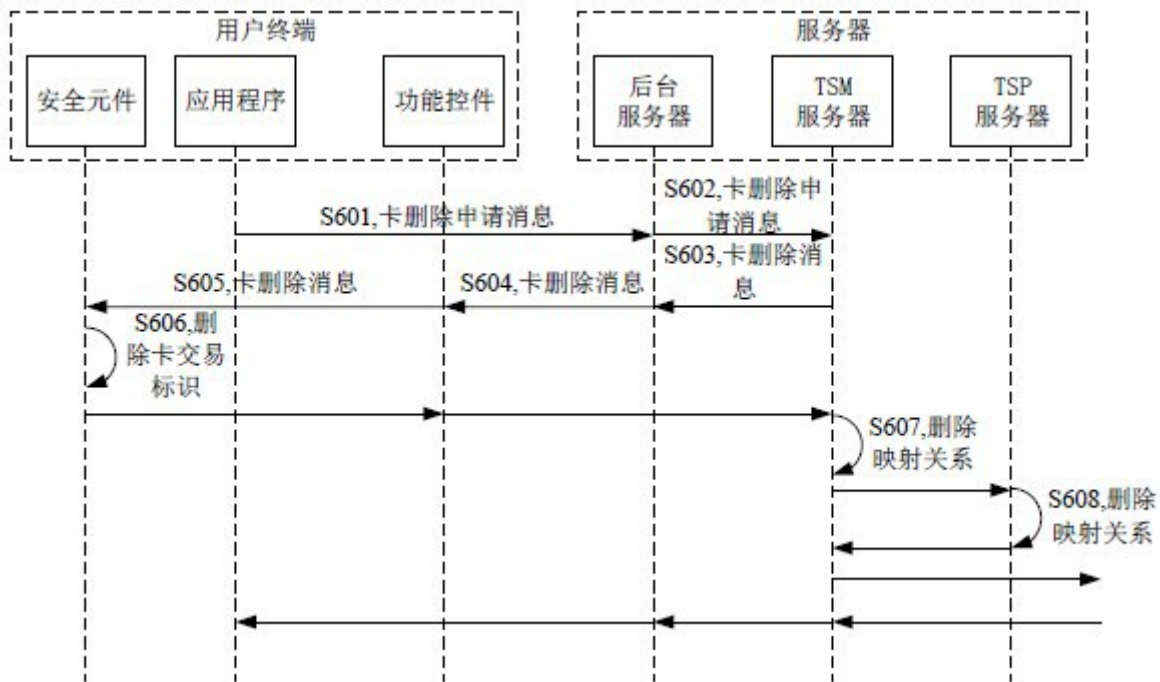 用户终端
服务器
安全元件
应用程序
功能控件
后台
服务器
TSM
服务器
TSP
服务器
S601,卡删除申请消息
S602,卡删除申
请消息
S603,卡删除消
息
S604,卡删除消息
S605,卡删除消息
S606,删
除卡交易
标识
S607,删除
映射关系
S608,删除
映射关系